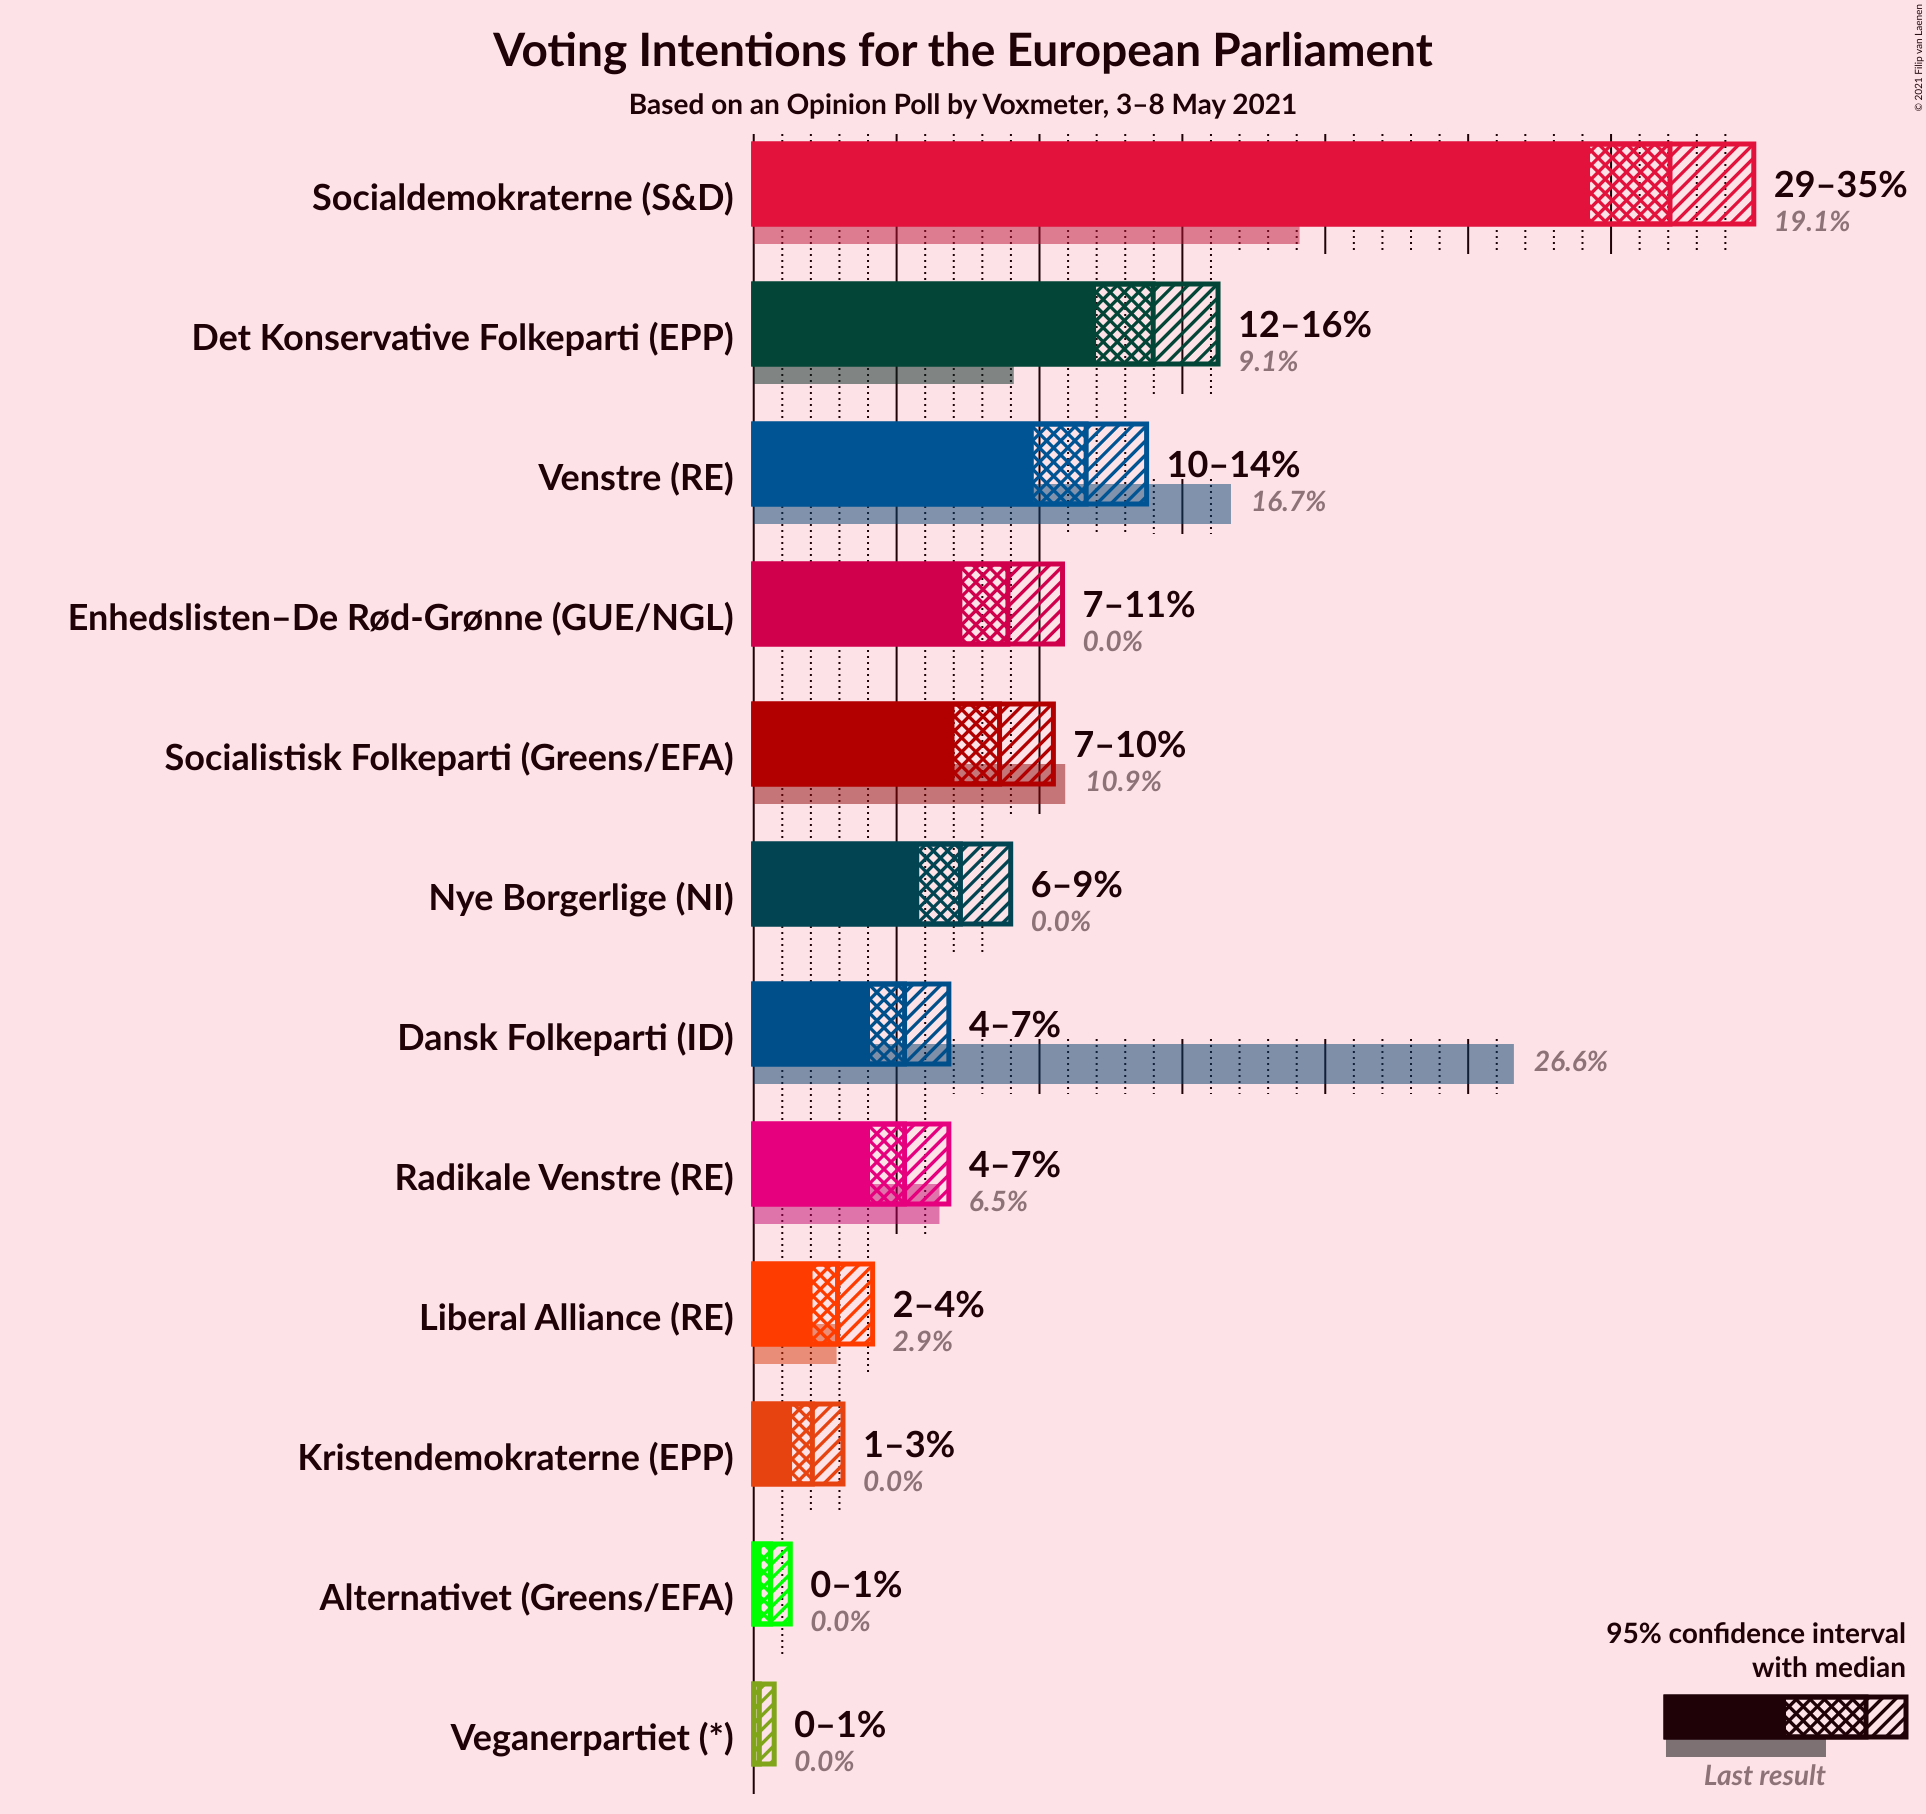 © 2021 Filip van Laenen
Voting Intentions for the European Parliament
Based on an Opinion Poll by Voxmeter, 3–8 May 2021
Socialdemokraterne (S&D)
29–35%
19.1%
Det Konservative Folkeparti (EPP)
12–16%
9.1%
Venstre (RE)
10–14%
16.7%
Enhedslisten–De Rød-Grønne (GUE/NGL)
7–11%
0.0%
Socialistisk Folkeparti (Greens/EFA)
7–10%
10.9%
Nye Borgerlige (NI)
6–9%
0.0%
Dansk Folkeparti (ID)
4–7%
26.6%
Radikale Venstre (RE)
4–7%
6.5%
Liberal Alliance (RE)
2–4%
2.9%
Kristendemokraterne (EPP)
1–3%
0.0%
Alternativet (Greens/EFA)
0–1%
0.0%
Veganerpartiet (*)
0–1%
0.0%
95% confidence interval
with median
Last result